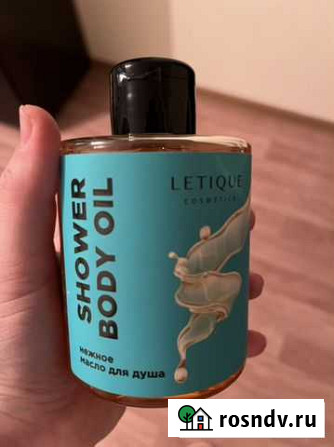 LETIQUE
COSMETICS
SHOWER
BODY OIL
нежное
масло для душа
rosndv.ru